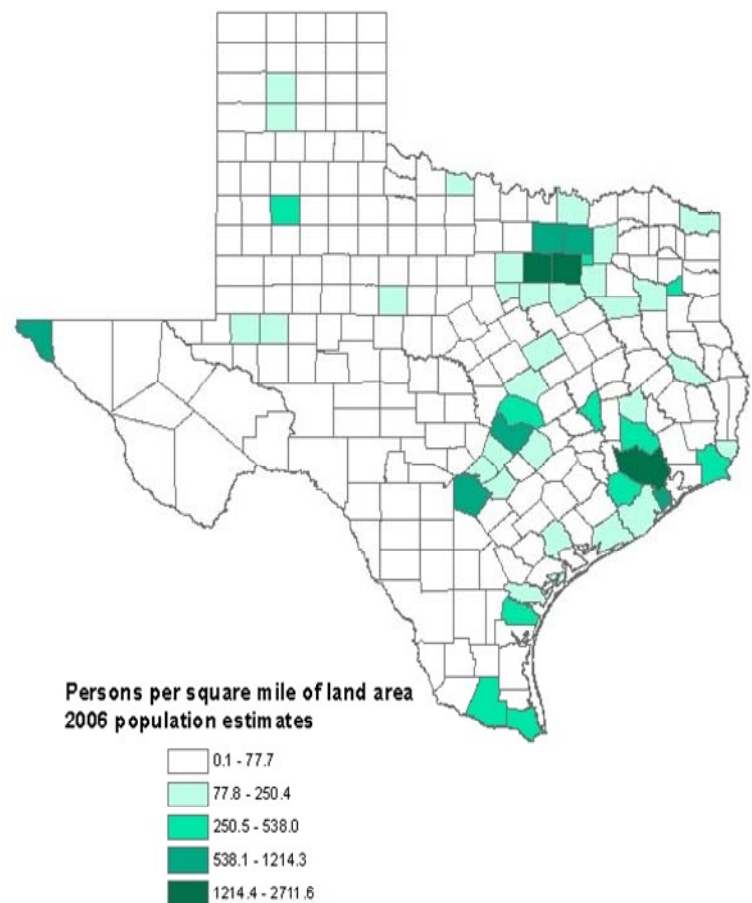 Persons per square mile of land area
2006 population estimates
0.1 - 77.7
77.8 - 250.4
250.5 - 538.0
538.1 - 1214.3
1214.4 - 2711.6